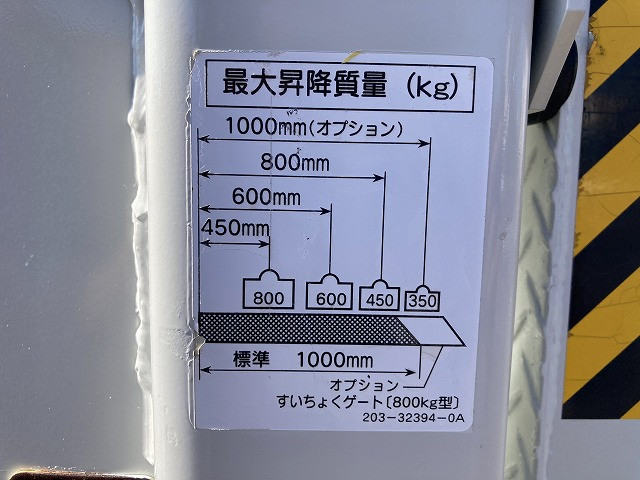 最大昇降質量 (kg)
1000mm(オプション)
800mm
600mm
450mm
800 600 450 350
標準 1000mm
オプション
すいちょくゲート〔800kg型〕
203-32394-0A